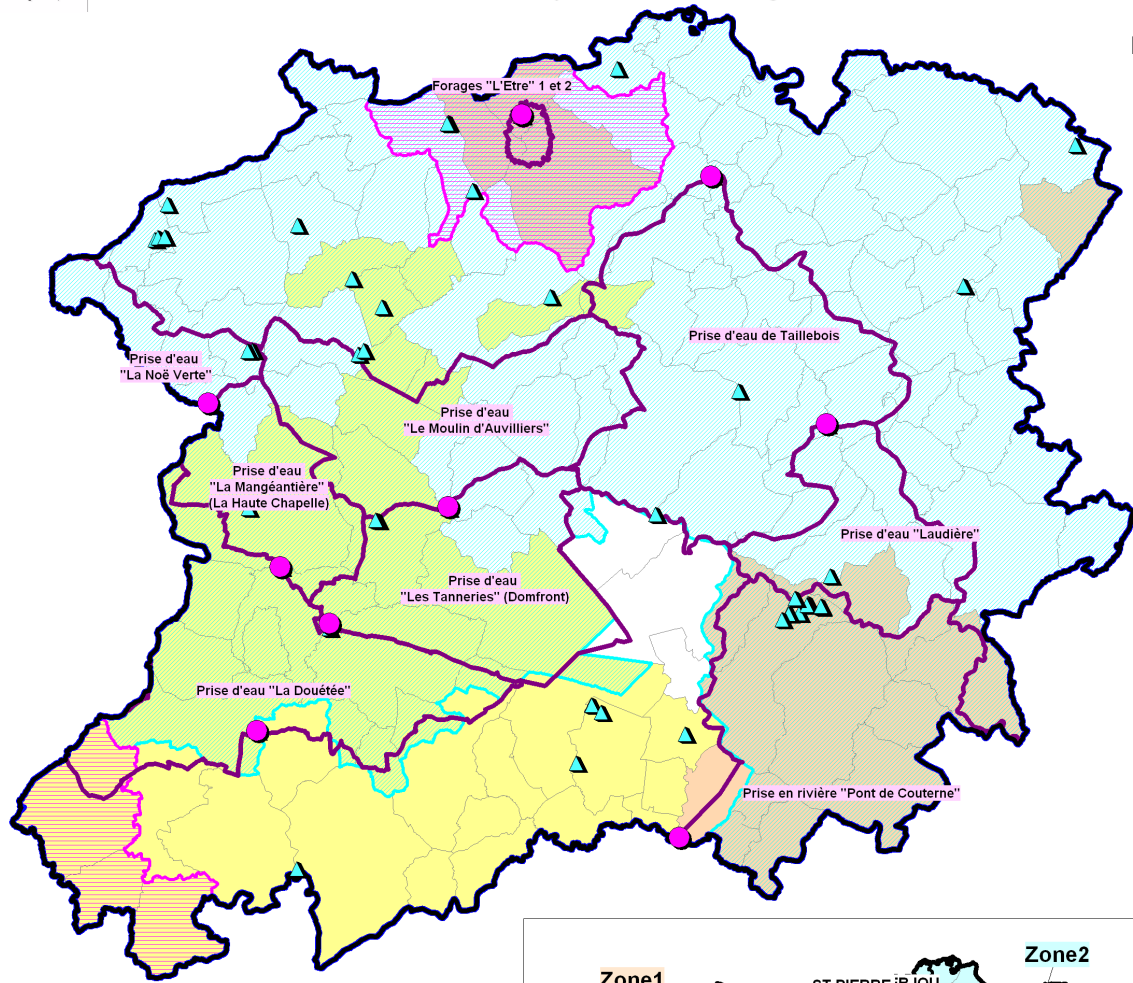 Forages "L'Etre" 1 et 2
Prise d'eau de Taillebois
Prise d'eau
"La Noë Verte"
Prise d'eau
"Le Moulin d'Auvilliers"
Prise d'eau
"La Mangéantière"
(La Haute Chapelle)
Prise d'eau "Laudière"
Prise d'eau
"Les Tanneries" (Domfront)
Prise d'eau "La Douétée"
Prise en rivière "Pont de Couterne"
Zone2
Zone1